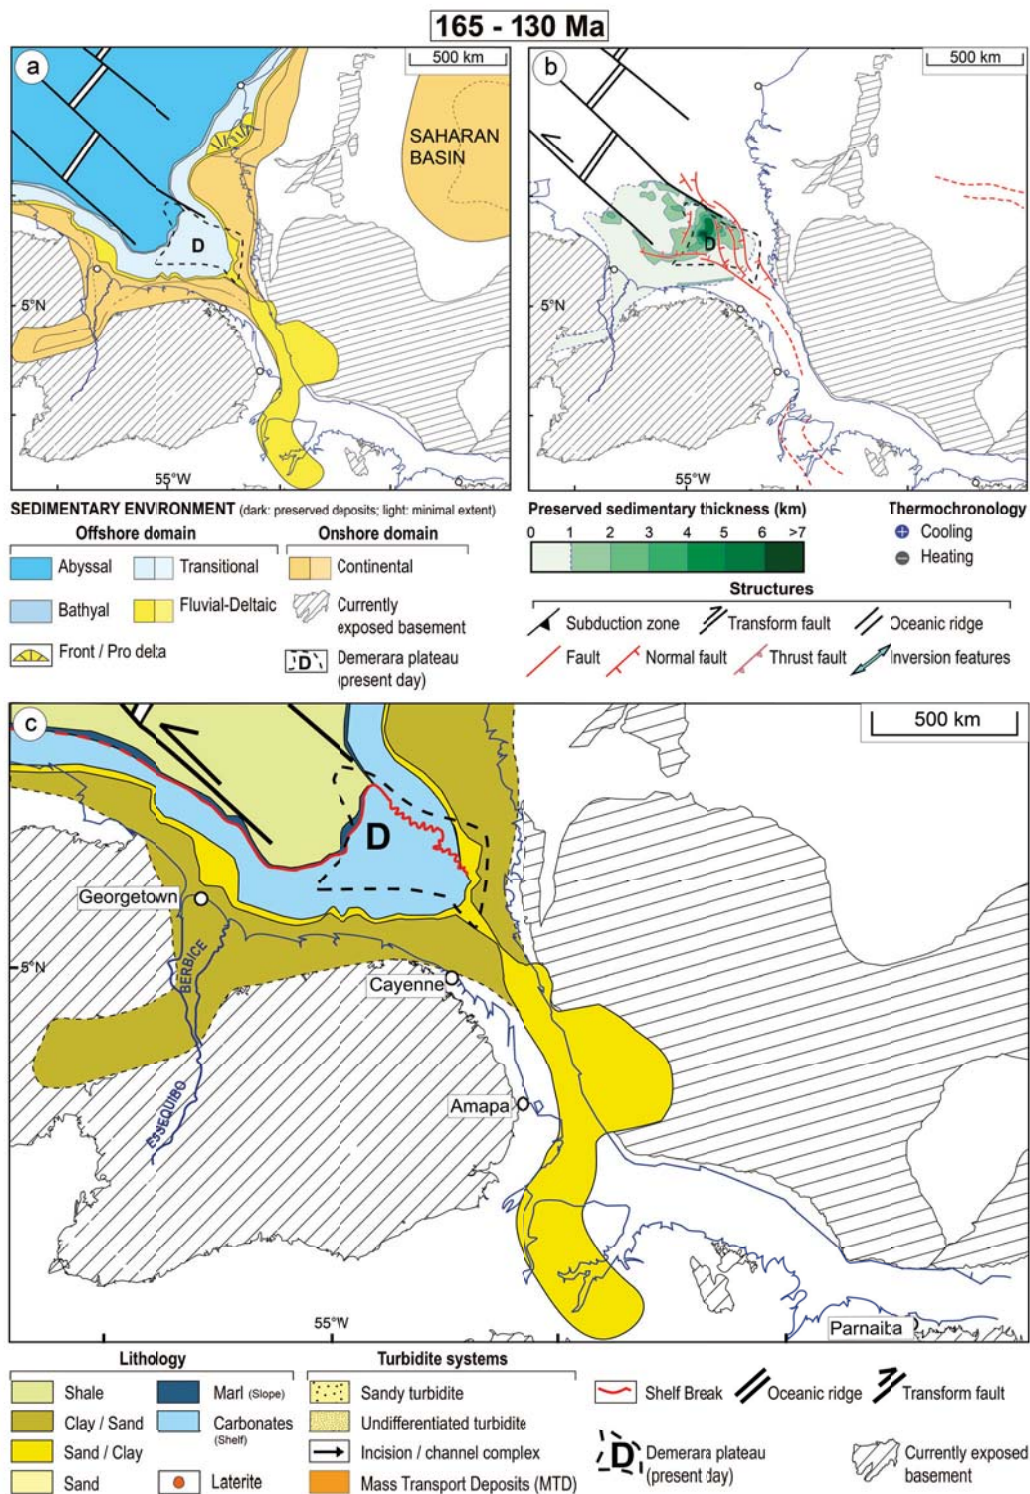 165 - 130 Ma
a
500 km
SAHARAN
BASIN
D
5°N
55°W
b
500 km
D
5°N
55°W
SEDIMENTARY ENVIRONMENT (dark: preserved deposits; light: minimal extent)
Offshore domain
Onshore domain
Abyssal
Transitional
Continental
Bathyal
Fluvial-Deltaic
Currently
exposed basement
Front / Pro delta
D
Demerara plateau
(present day)
Preserved sedimentary thickness (km)
0 1 2 3 4 5 6 >7
Thermochronology
Cooling
Heating
Structures
Subduction zone
Transform fault
Oceanic ridge
Fault
Normal fault
Thrust fault
Inversion features
c
500 km
D
Georgetown
BERBICE
5°N
Cayenne
ESSEQUIBO
Amapa
55°W
Parnaiba
Lithology
Turbidite systems
Shale
Marl (Slope)
Sandy turbidite
Shelf Break
Oceanic ridge
Transform fault
Clay / Sand
Carbonates
(Shelf)
Undifferentiated turbidite
Sand / Clay
Incision / channel complex
D
Demerara plateau
(present day)
Currently exposed
basement
Sand
Laterite
Mass Transport Deposits (MTD)